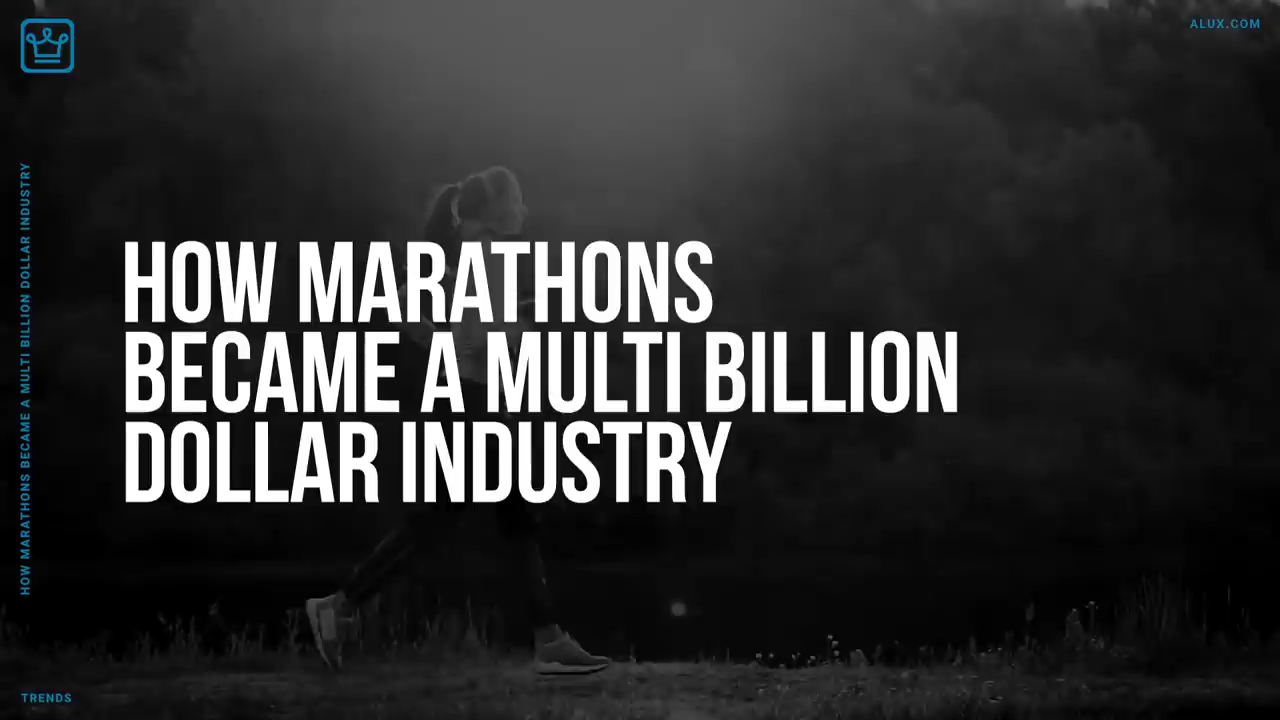 ALUX.COM
HOW MARATHONS BECAME A MULTI BILLION DOLLAR INDUSTRY
HOW MARATHONS
BECAME A MULTI BILLION
DOLLAR INDUSTRY
TRENDS